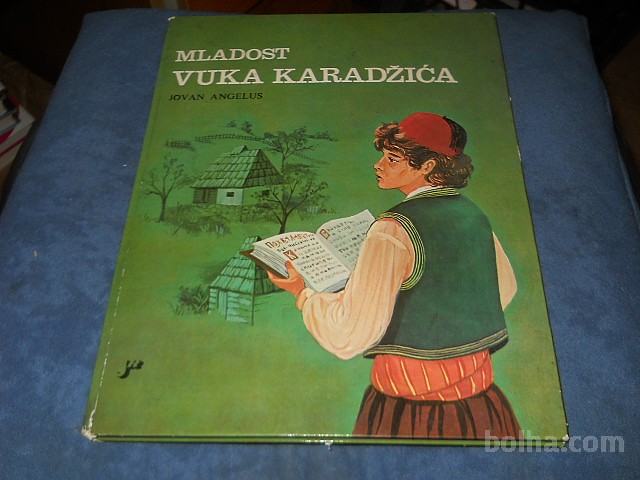 MLADOST
VUKA KARADŽIĆA
JOVAN ANGELUS
bolha.com